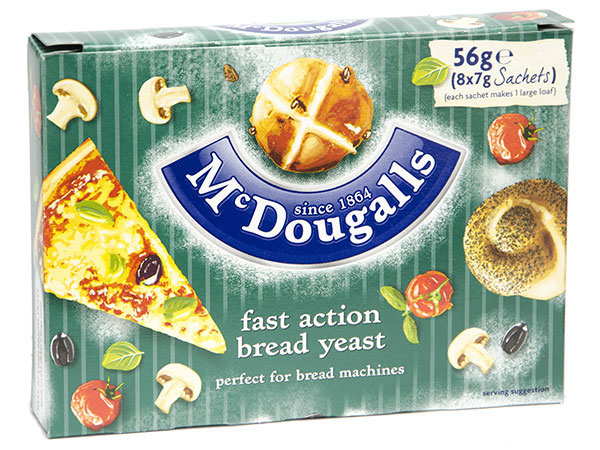 56g℮
(8x7g Sachets)
(each sachet makes 1 large loaf)
McDougalls
since 1864
fast action
bread yeast
perfect for bread machines
serving suggestion